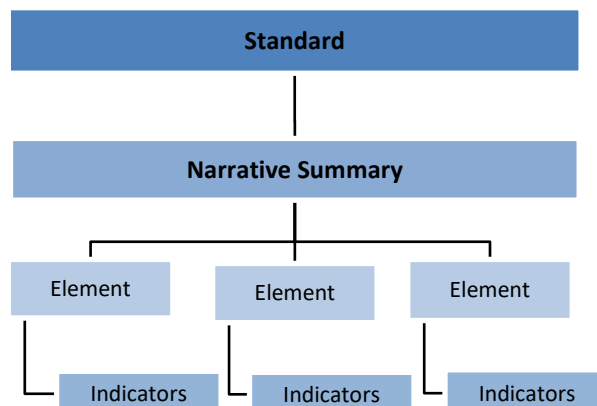 Standard
Narrative Summary
Element
Element
Element
Indicators
Indicators
Indicators